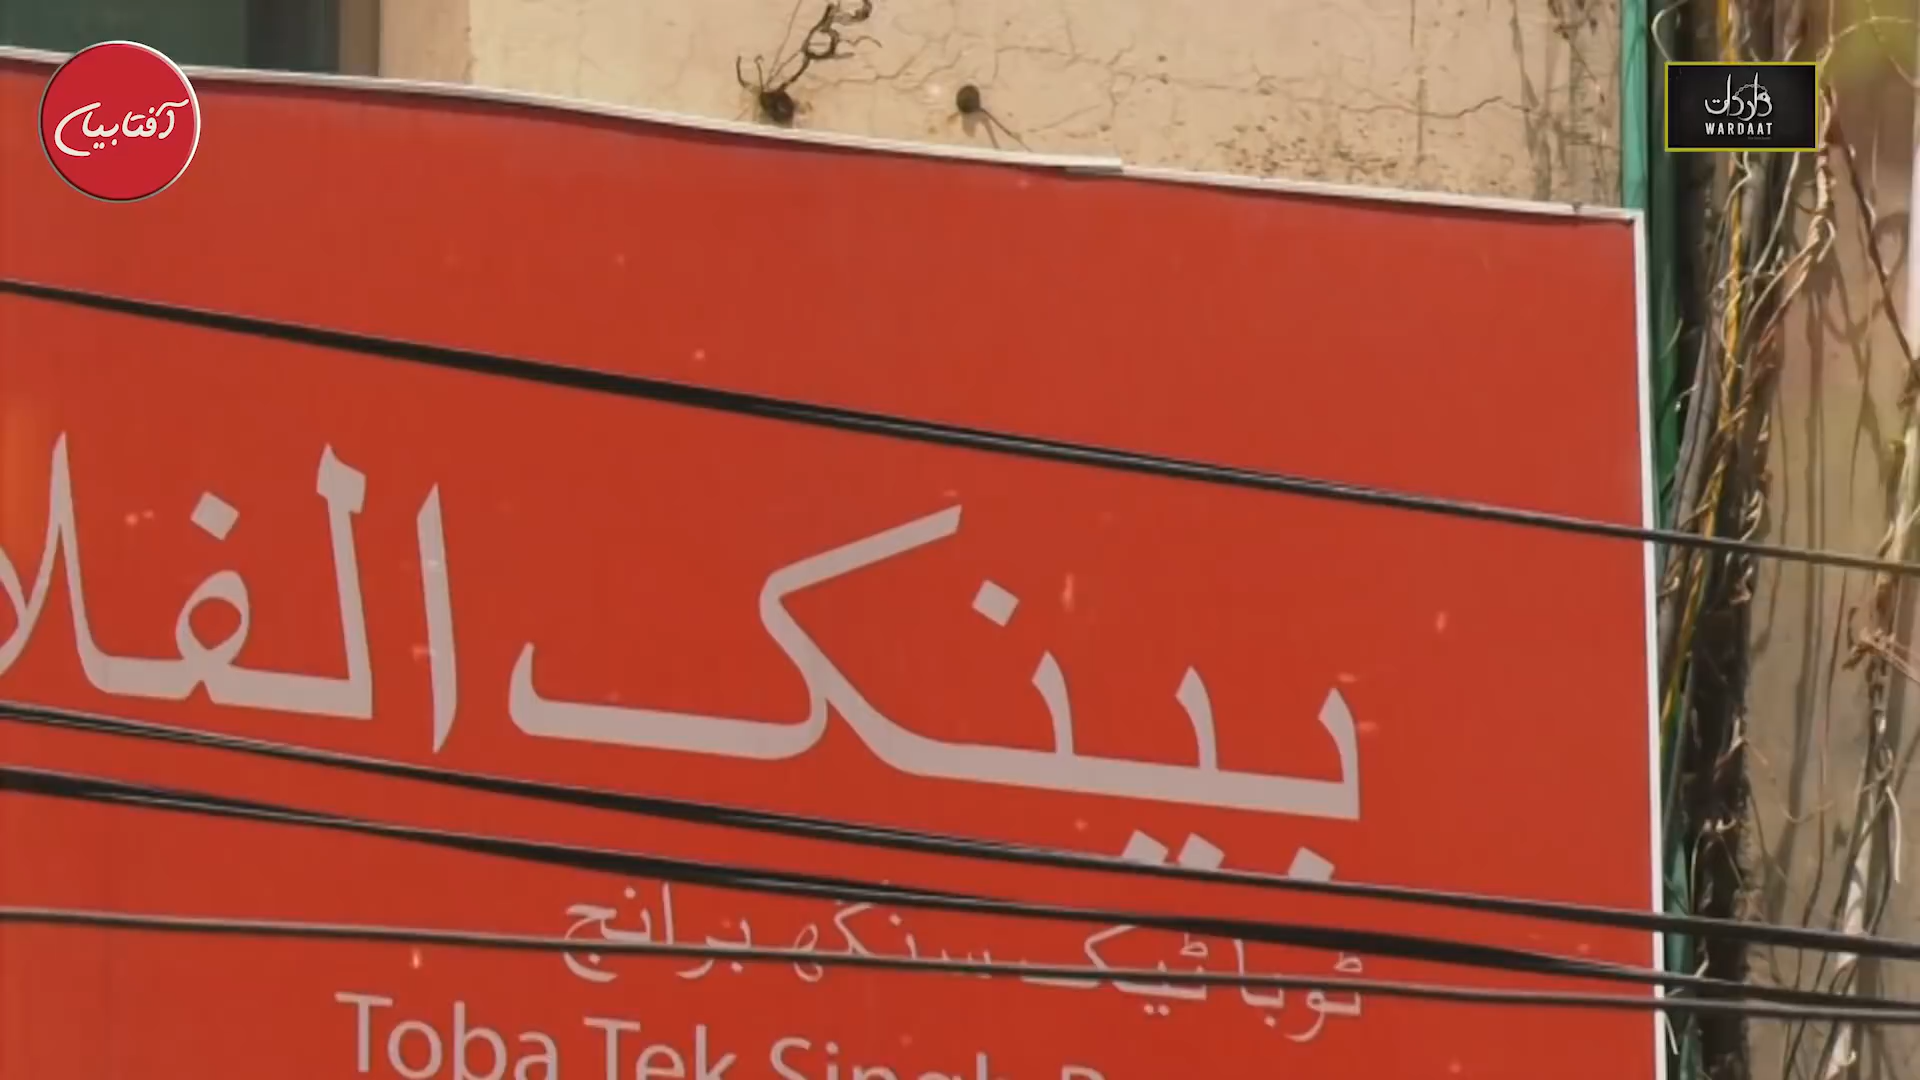 آفتابیاں
واردات
WARDAAT
بینک الفلا
ٹوبا ٹیک سنگھ برانچ
Toba Tek Singh